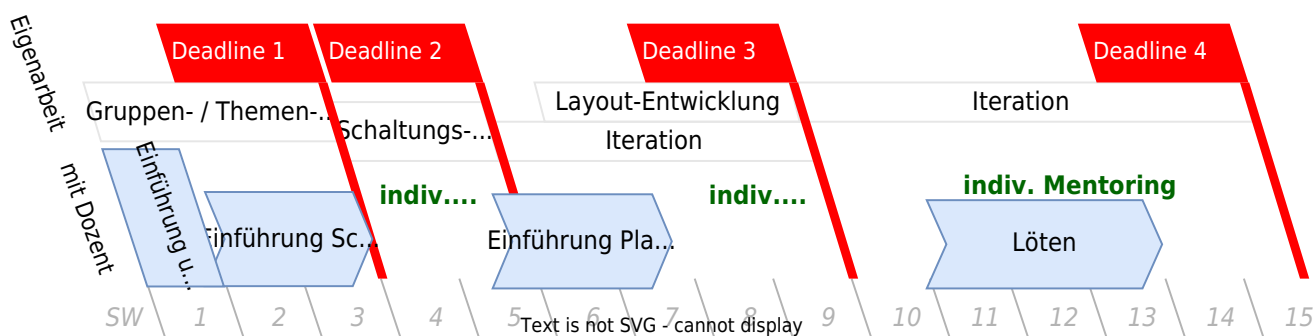 Eigenarbeit
Deadline 1
Deadline 2
Deadline 3
Deadline 4
Gruppen- / Themen-...
Schaltungs-...
Layout-Entwicklung
Iteration
Iteration
mit Dozent
Einführung u...
Einführung Sc...
indiv....
Einführung Pla...
indiv....
indiv. Mentoring
Löten
SW 1 2 3 4 5 6 7 8 9 10 11 12 13 14 15
Text is not SVG - cannot display